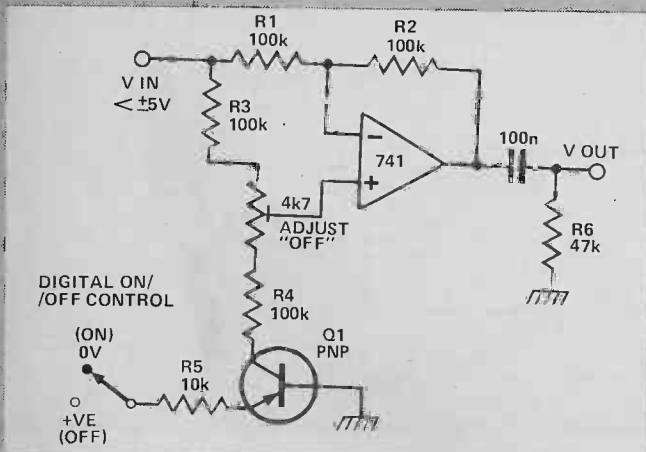 R1
100k
R2
100k
V IN
< ±5V
R3
100k
−
741
+
100n
V OUT
4k7
ADJUST
"OFF"
R6
47k
R4
100k
DIGITAL ON/
/OFF CONTROL
(ON)
0V
Q1
PNP
R5
10k
+VE
(OFF)